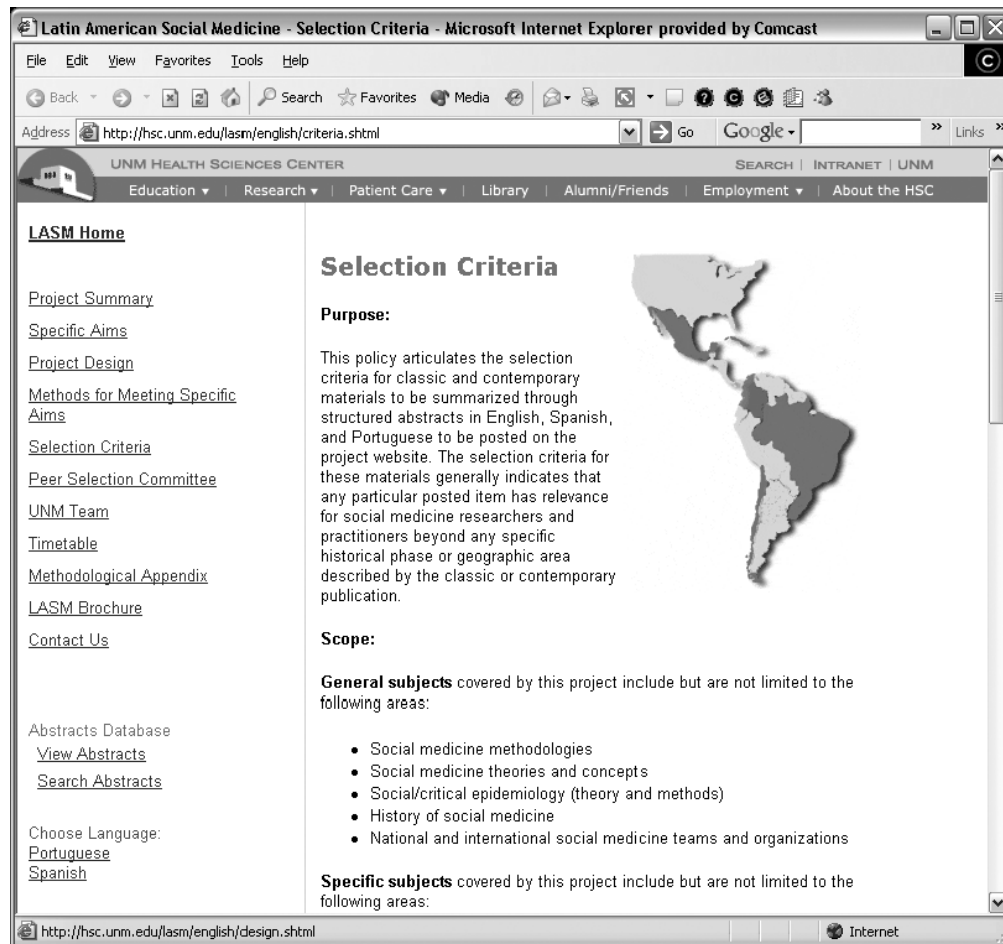 Latin American Social Medicine - Selection Criteria - Microsoft Internet Explorer provided by Comcast
File Edit View Favorites Tools Help
Back Search Favorites Media
Address http://hsc.unm.edu/lasm/english/criteria.shtml Go Google Links
UNM HEALTH SCIENCES CENTER SEARCH | INTRANET | UNM
Education | Research | Patient Care | Library | Alumni/Friends | Employment | About the HSC
LASM Home
Project Summary
Specific Aims
Project Design
Methods for Meeting Specific
Aims
Selection Criteria
Peer Selection Committee
UNM Team
Timetable
Methodological Appendix
LASM Brochure
Contact Us
Abstracts Database
View Abstracts
Search Abstracts
Choose Language:
Portuguese
Spanish
Selection Criteria
Purpose:
This policy articulates the selection
criteria for classic and contemporary
materials to be summarized through
structured abstracts in English, Spanish,
and Portuguese to be posted on the
project website. The selection criteria for
these materials generally indicates that
any particular posted item has relevance
for social medicine researchers and
practitioners beyond any specific
historical phase or geographic area
described by the classic or contemporary
publication.
Scope:
General subjects covered by this project include but are not limited to the
following areas:
• Social medicine methodologies
• Social medicine theories and concepts
• Social/critical epidemiology (theory and methods)
• History of social medicine
• National and international social medicine teams and organizations
Specific subjects covered by this project include but are not limited to the
following areas:
http://hsc.unm.edu/lasm/english/design.shtml Internet